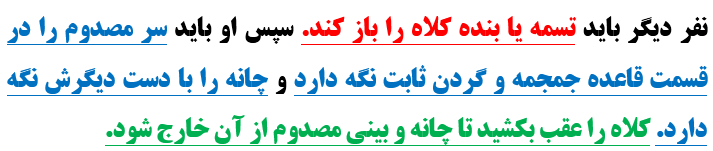 نفر دیگر باید تسمه یا بنده کلاه را باز کند. سپس او باید سر مصدوم را در
قسمت قاعده جمجمه و گردن ثابت نگه دارد و چانه را با دست دیگرش نگه
دارد. کلاه را عقب بکشید تا چانه و بینی مصدوم از آن خارج شود.